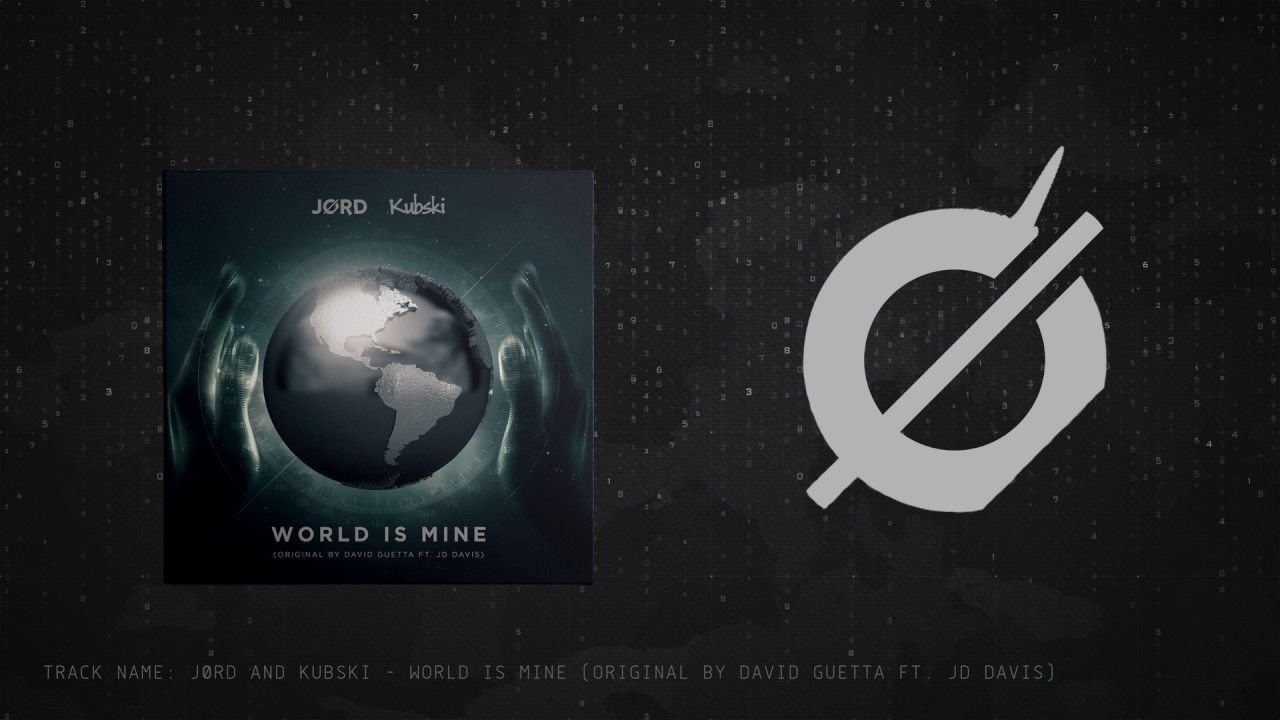 JØRD Kubski
WORLD IS MINE
(ORIGINAL BY DAVID GUETTA FT. JD DAVIS)
TRACK NAME: JØRD AND KUBSKI - WORLD IS MINE (ORIGINAL BY DAVID GUETTA FT. JD DAVIS)